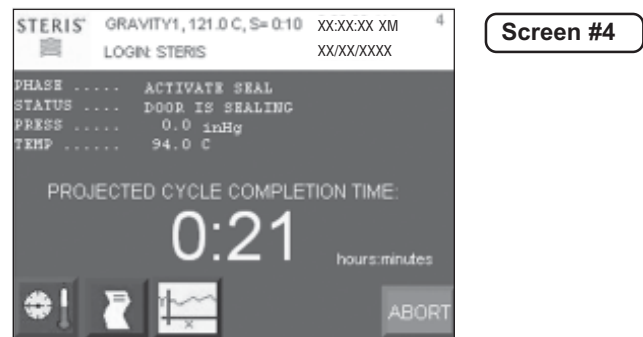 STERIS®
GRAVITY1, 121.0 C, S= 0:10 XX:XX:XX XM 4
LOGIN: STERIS XX/XX/XXXX
Screen #4
PHASE ..... ACTIVATE SEAL
STATUS .... DOOR IS SEALING
PRESS ..... 0.0 inHg
TEMP ...... 94.0 C
PROJECTED CYCLE COMPLETION TIME:
0:21 hours:minutes
ABORT